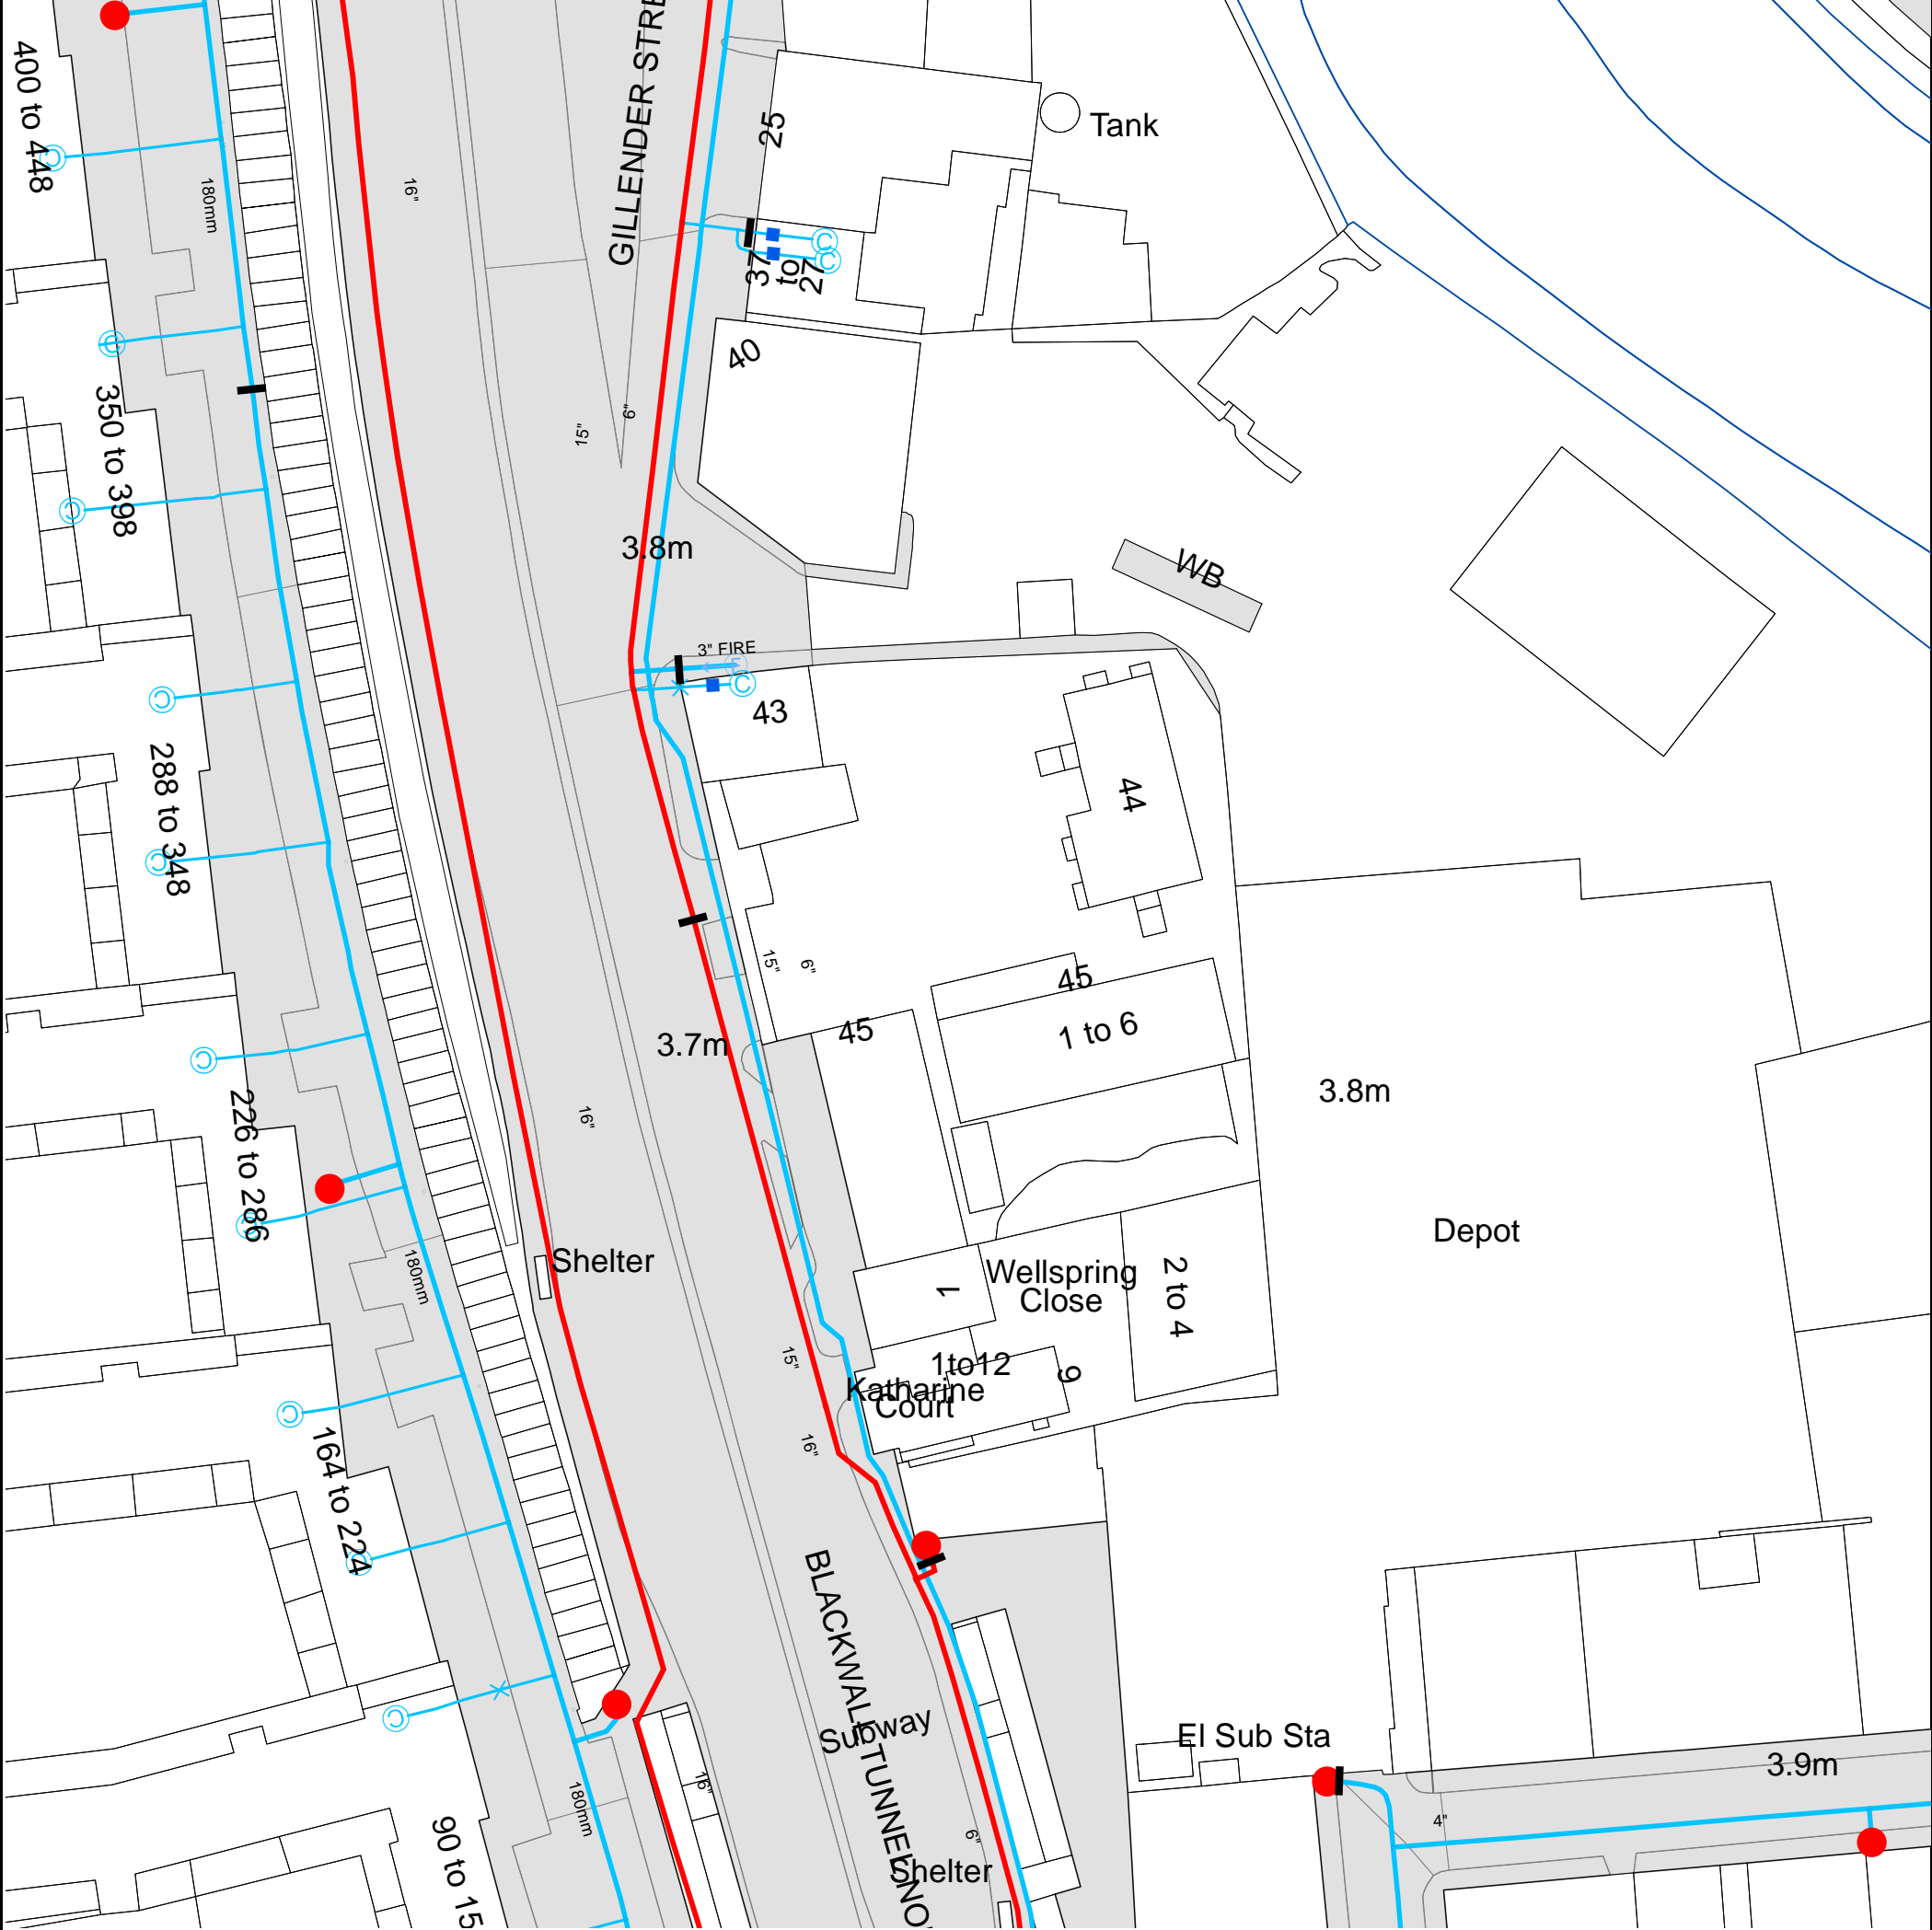 400 to 448
180mm
16"
GILLENDER STRE
25
Tank
37
to
27
40
350 to 398
15"
6"
3.8m
WB
3" FIRE
F
C
43
44
288 to 348
15"
6"
45
45
1 to 6
3.7m
3.8m
226 to 286
16"
Depot
180mm
Shelter
Wellspring
Close
1
2 to 4
15"
1to12
Katharine
Court
9
16"
164 to 224
BLACKWALL TUNNEL NO
Subway
El Sub Sta
3.9m
16"
180mm
4"
6"
90 to 15
Shelter